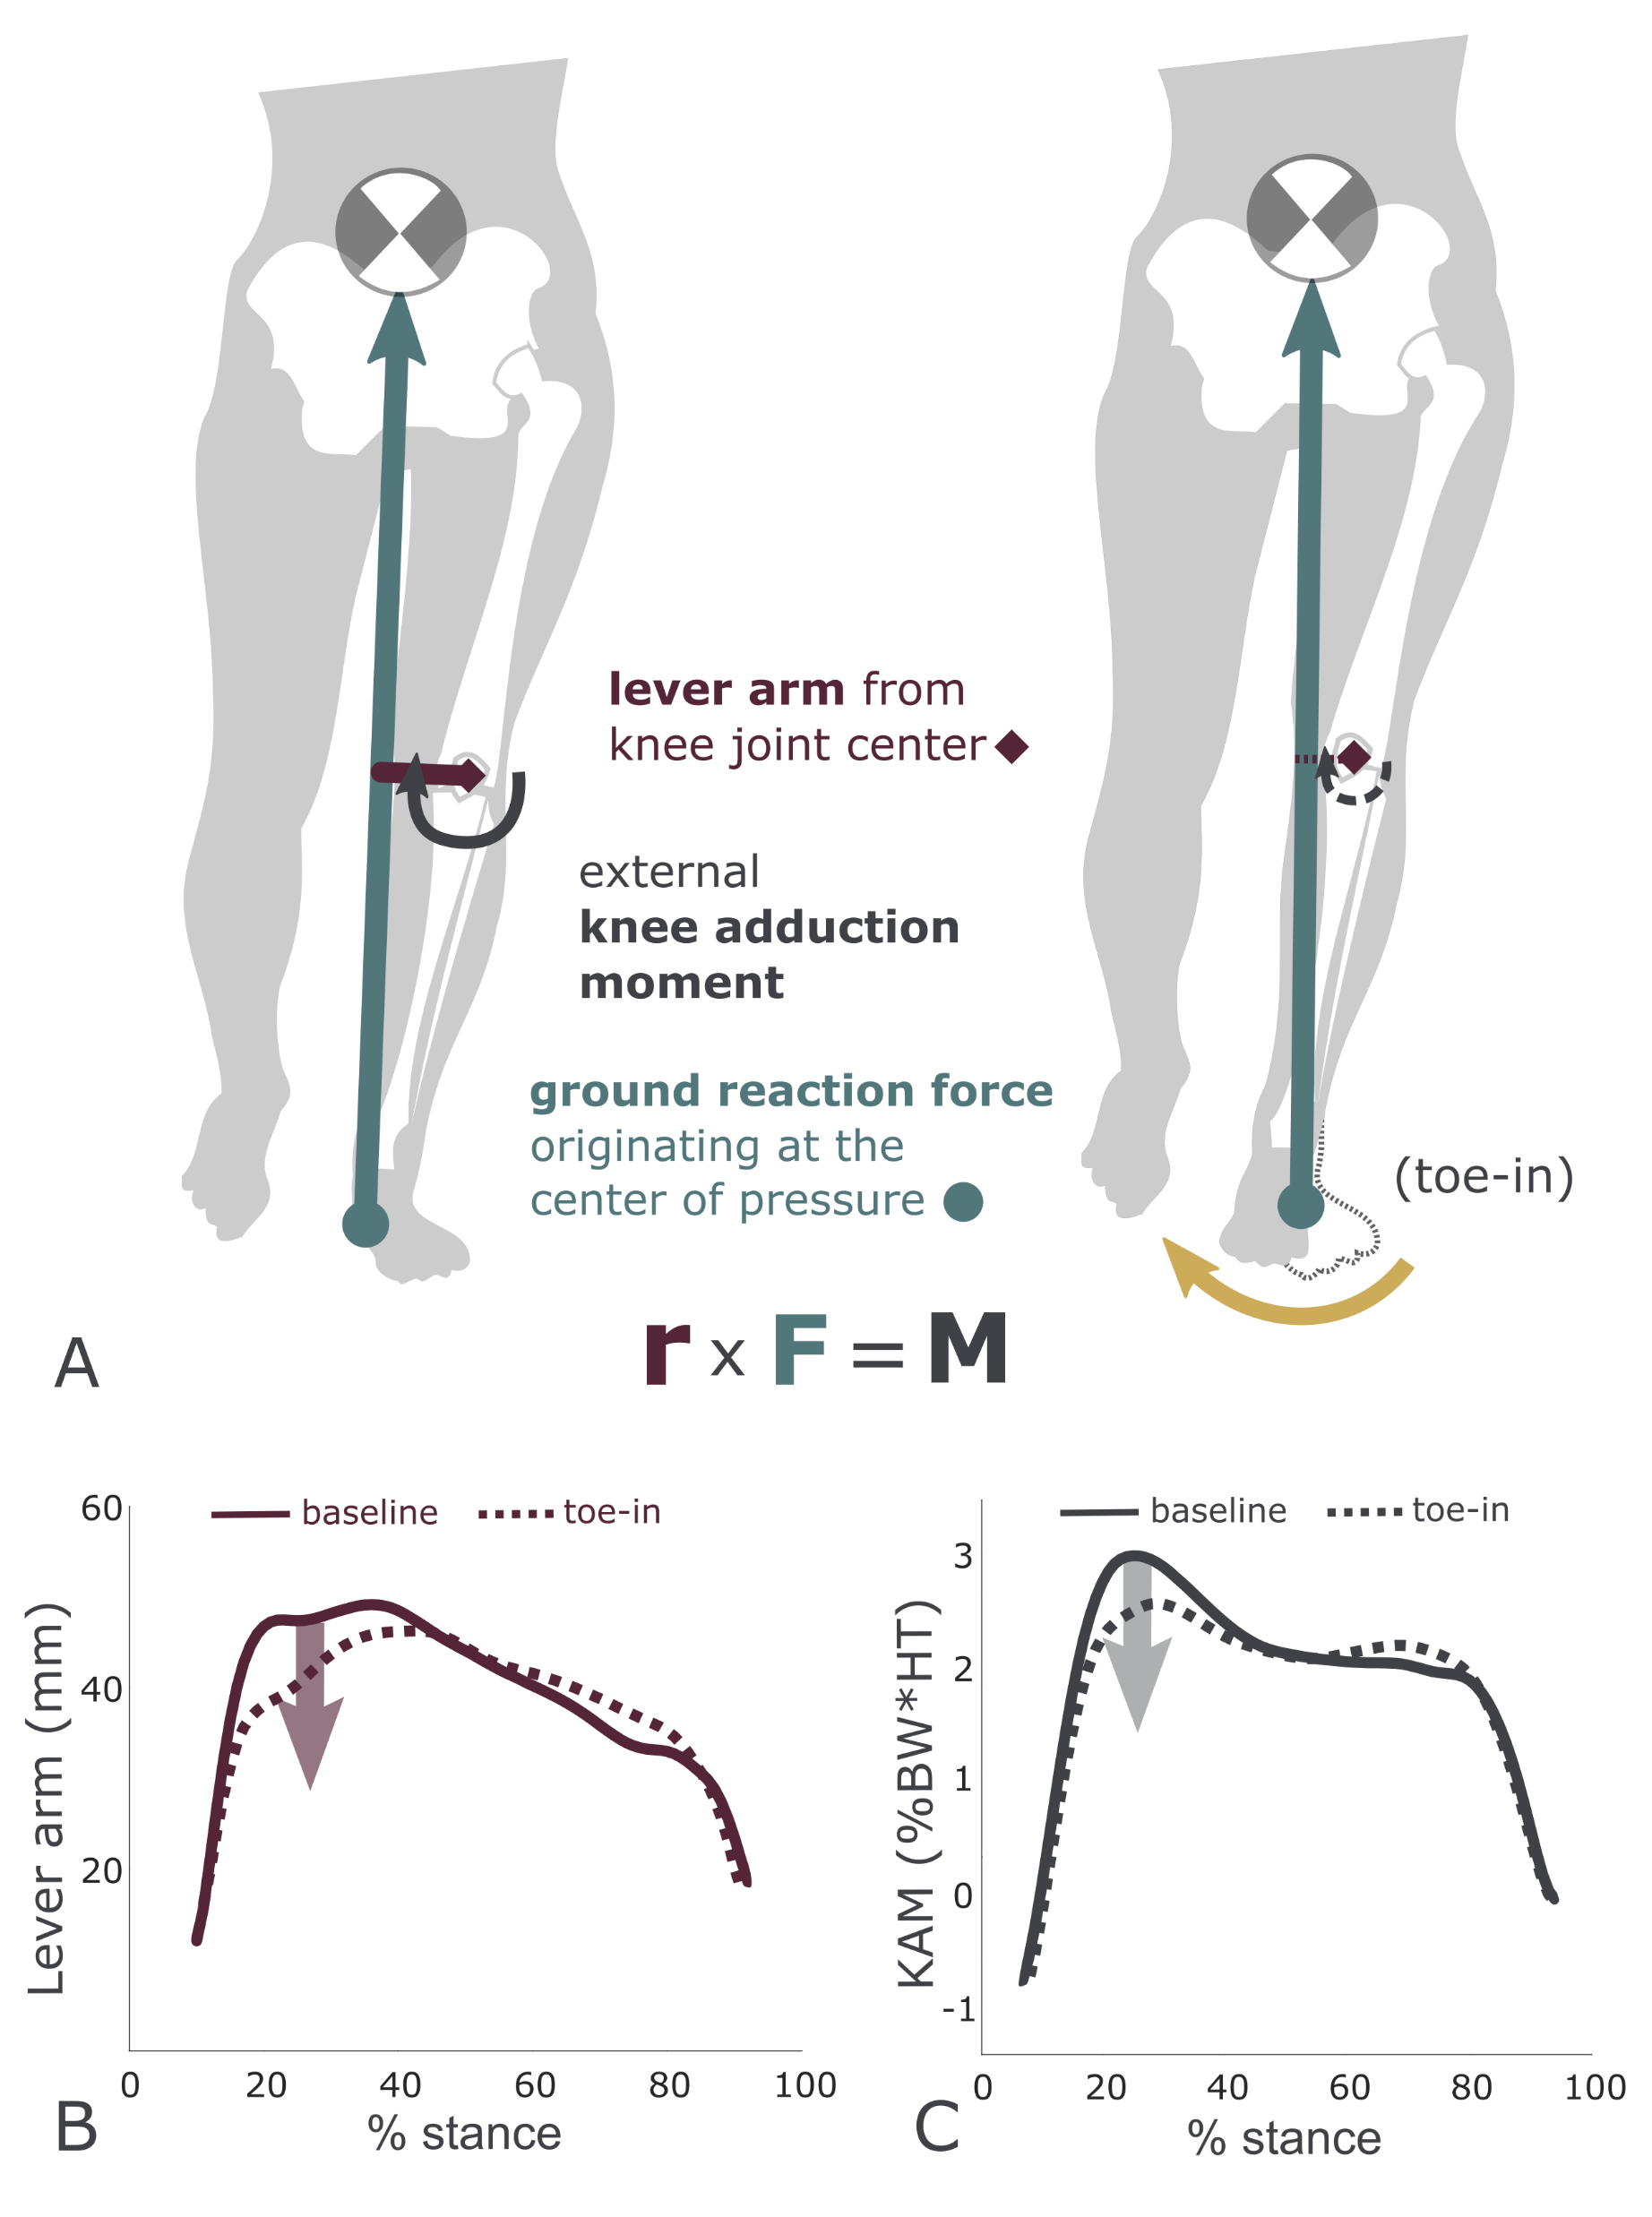 lever arm from
knee joint center
external
knee adduction
moment
ground reaction force
originating at the
center of pressure
(toe-in)
r x F = M
A
baseline toe-in
60
40
20
Lever arm (mm)
0 20 40 60 80 100
% stance
B
baseline toe-in
3
2
1
0
-1
KAM (%BW*HT)
0 20 40 60 80 100
% stance
C